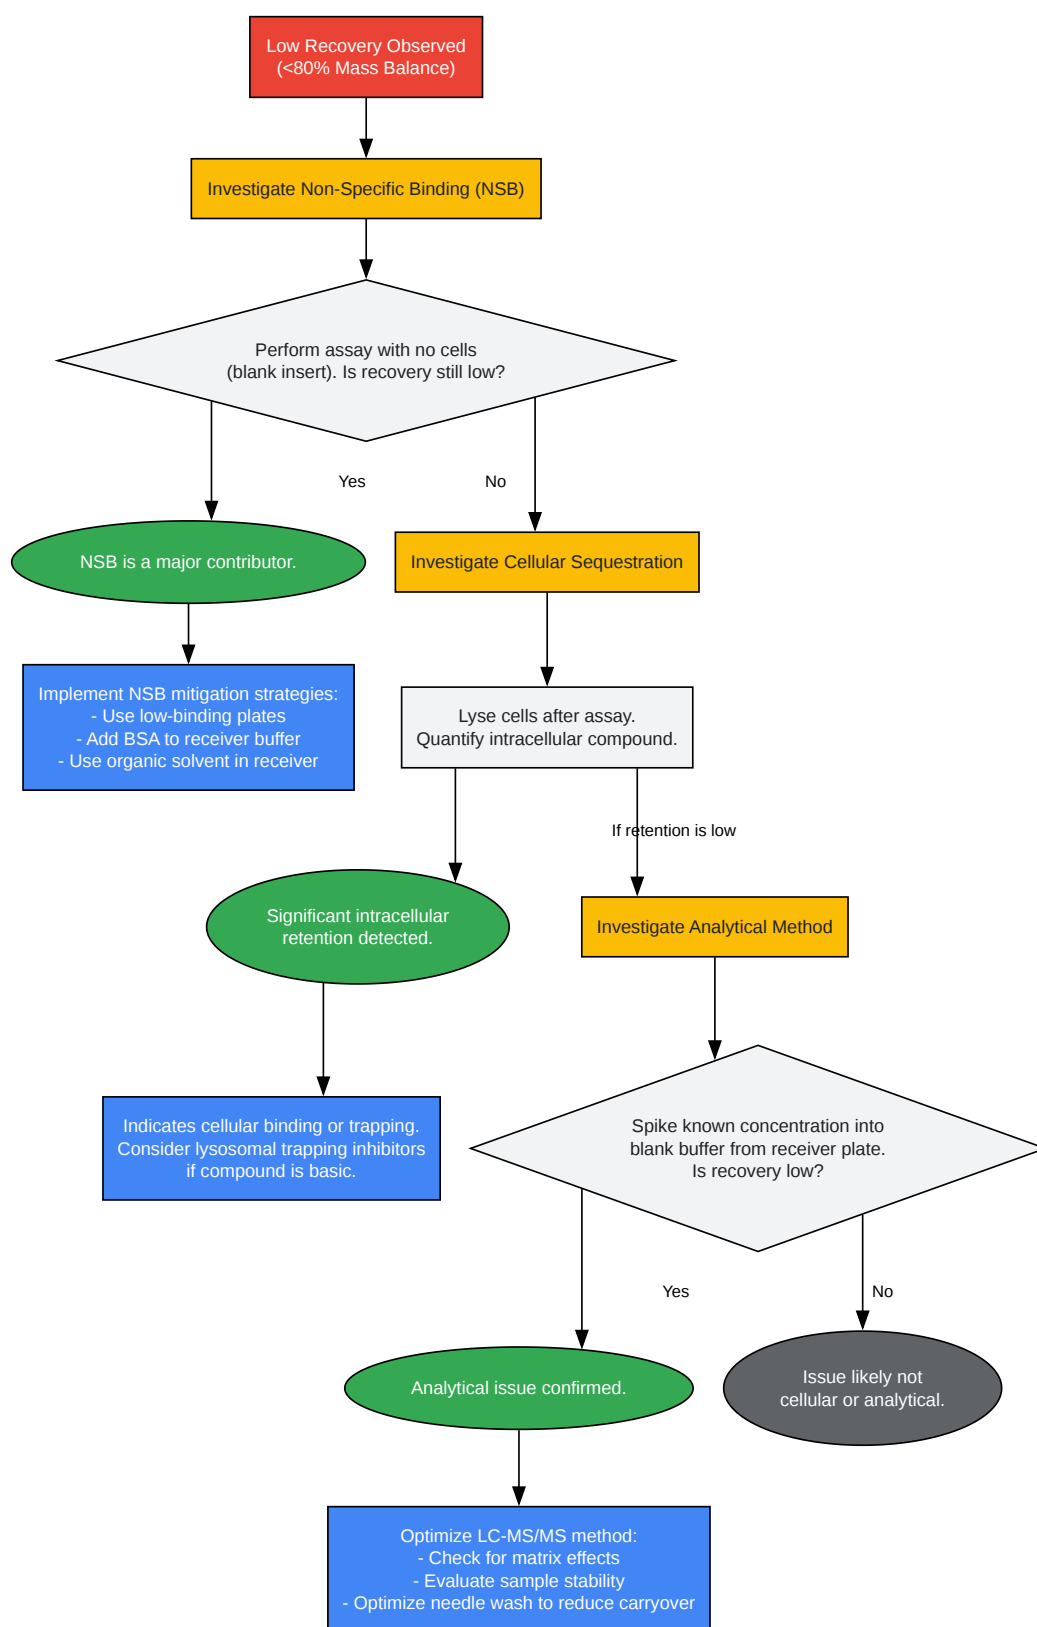 Low Recovery Observed
(<80% Mass Balance)
Investigate Non-Specific Binding (NSB)
Perform assay with no cells
(blank insert). Is recovery still low?
Yes
No
NSB is a major contributor.
Investigate Cellular Sequestration
Implement NSB mitigation strategies:
- Use low-binding plates
- Add BSA to receiver buffer
- Use organic solvent in receiver
Lyse cells after assay.
Quantify intracellular compound.
If retention is low
Significant intracellular
retention detected.
Investigate Analytical Method
Indicates cellular binding or trapping.
Consider lysosomal trapping inhibitors
if compound is basic.
Spike known concentration into
blank buffer from receiver plate.
Is recovery low?
Yes
No
Analytical issue confirmed.
Issue likely not
cellular or analytical.
Optimize LC-MS/MS method:
- Check for matrix effects
- Evaluate sample stability
- Optimize needle wash to reduce carryover